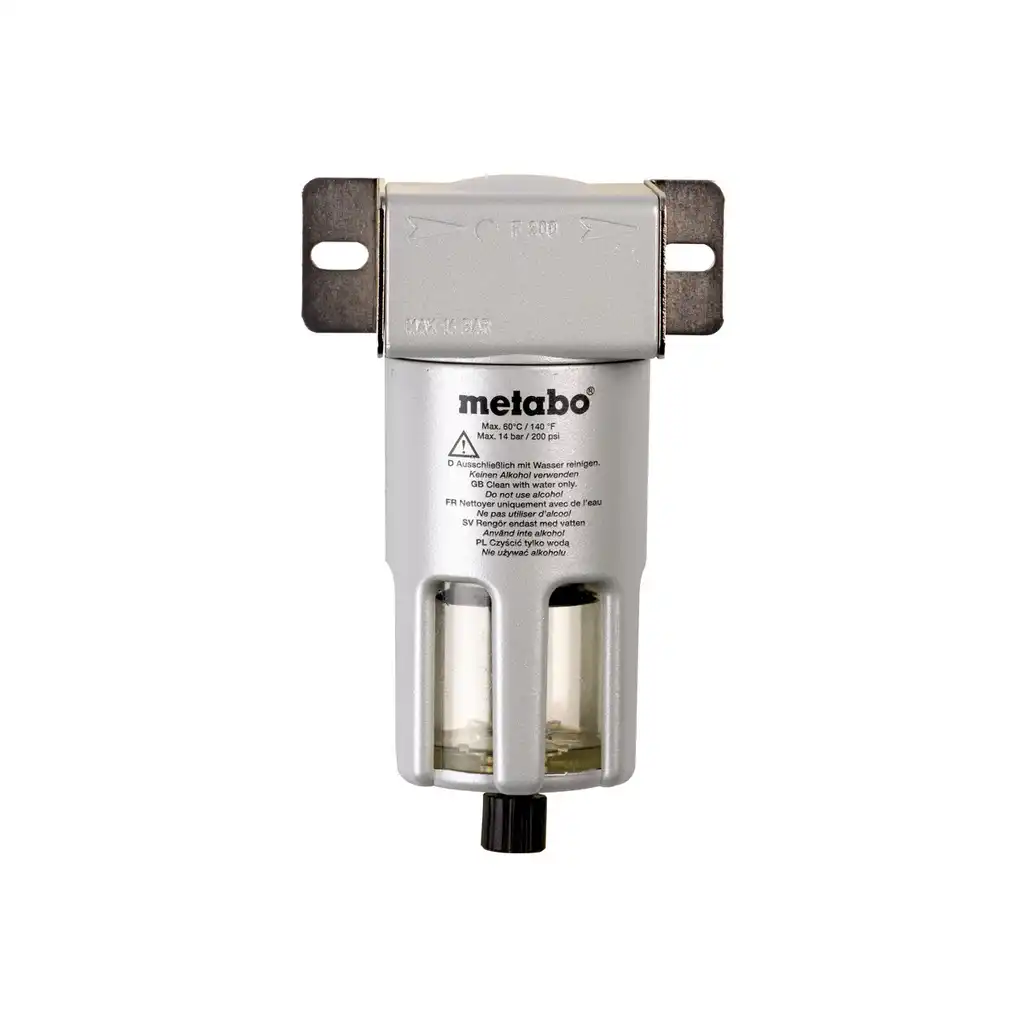 F 200
MAX 14 BAR
metabo®
Max. 60°C / 140 °F
Max. 14 bar / 200 psi
D Ausschließlich mit Wasser reinigen.
Keinen Alkohol verwenden
GB Clean with water only.
Do not use alcohol
FR Nettoyer uniquement avec de l'eau
Ne pas utiliser d'alcool
SV Rengör endast med vatten
Använd inte alkohol
PL Czyścić tylko wodą
Nie używać alkoholu